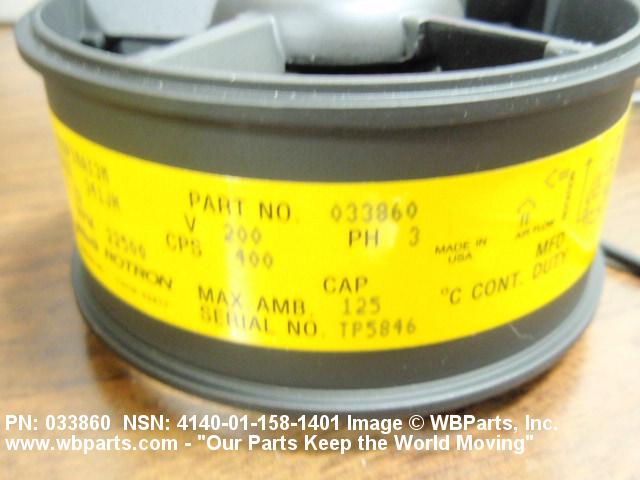 PART NO. 033860
V 200 PH 3
CPS 400
22500
ROTRON
CAP
MAX AMB. 125 °C CONT. DUTY
SERIAL NO. TP5846
MADE IN
USA
AIR FLOW
MFD
PN: 033860 NSN: 4140-01-158-1401 Image © WBParts, Inc.
www.wbparts.com - "Our Parts Keep the World Moving"